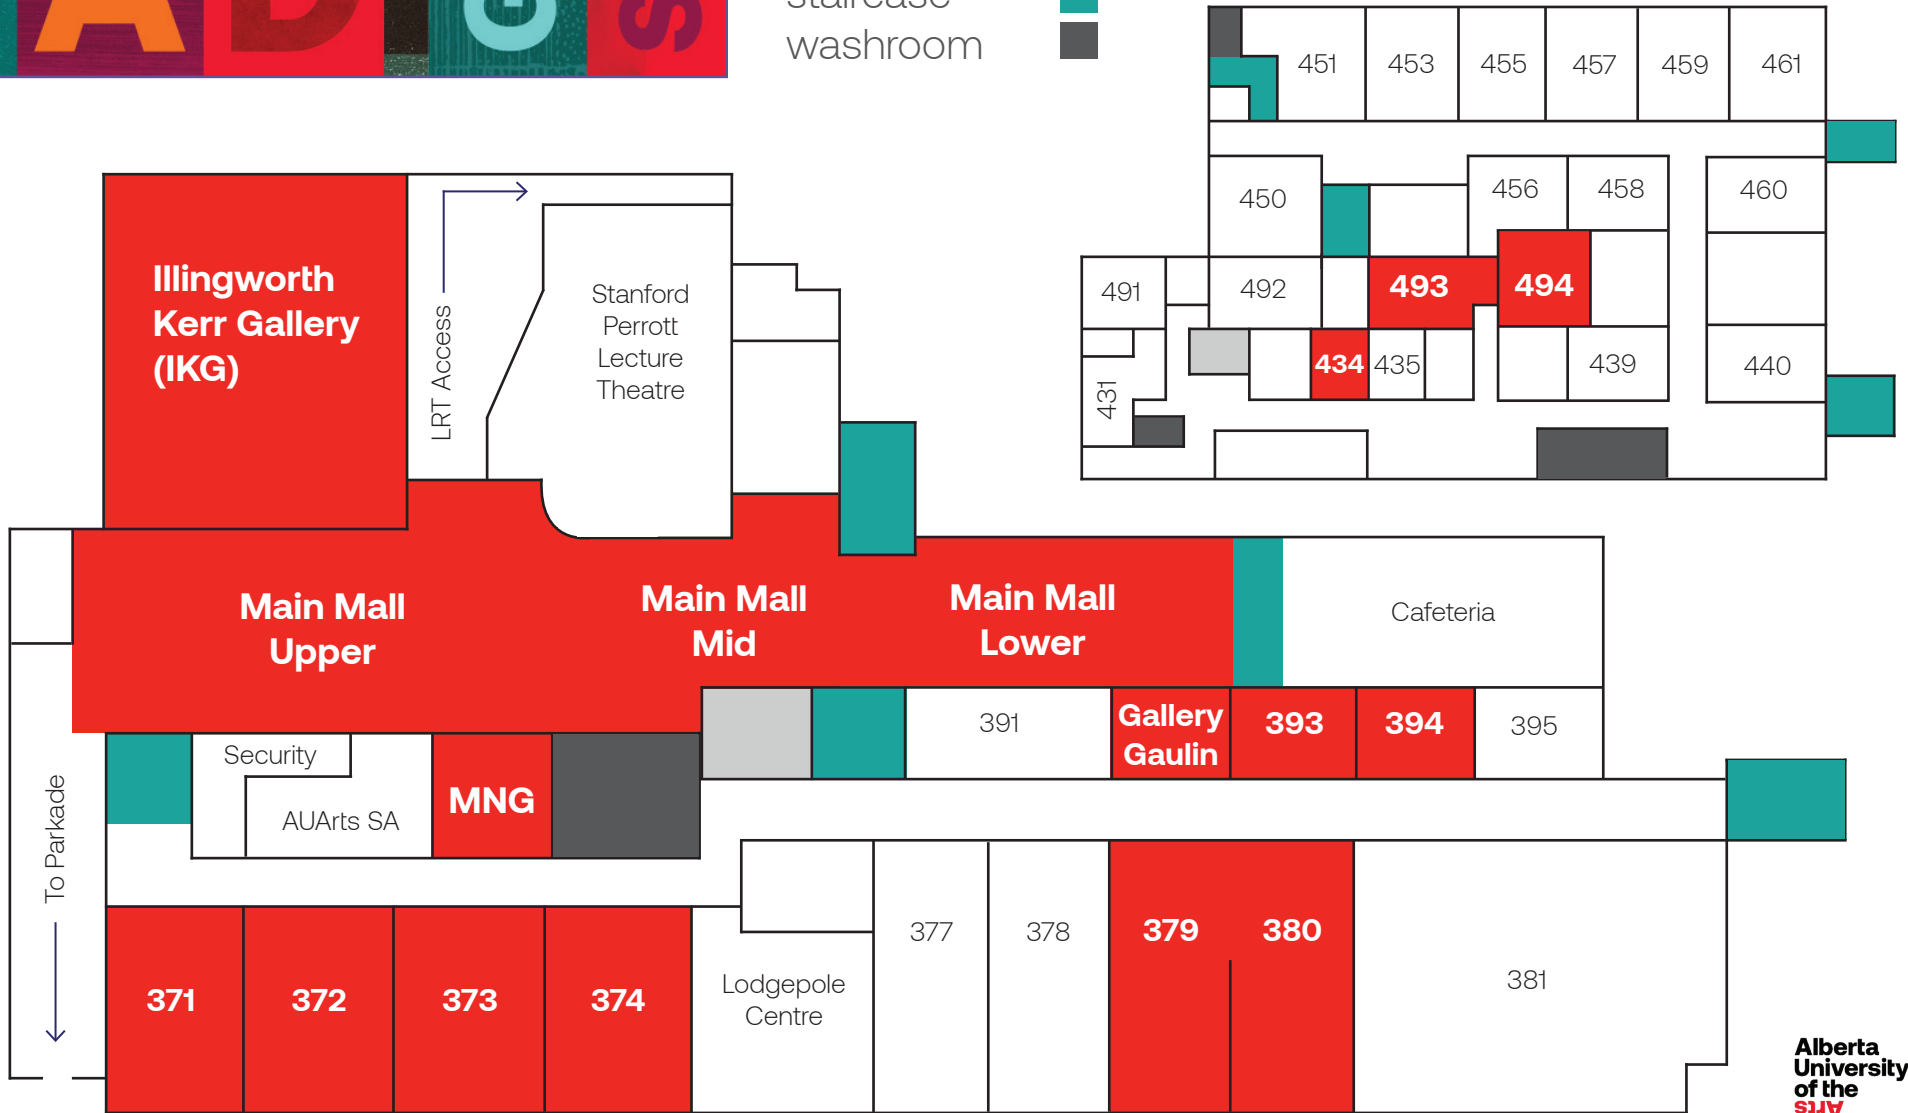 A D G S
staircase
washroom
451 453 455 457 459 461
450 456 458 460
491 492 493 494
434 435 439 440
431
Illingworth
Kerr Gallery
(IKG)
LRT Access
Stanford
Perrott
Lecture
Theatre
Main Mall
Upper
Main Mall
Mid
Main Mall
Lower
Cafeteria
Security
AUArts SA
MNG
391
Gallery
Gaulin
393
394
395
To Parkade
371
372
373
374
Lodgepole
Centre
377
378
379
380
381
Alberta
University
of the
Arts